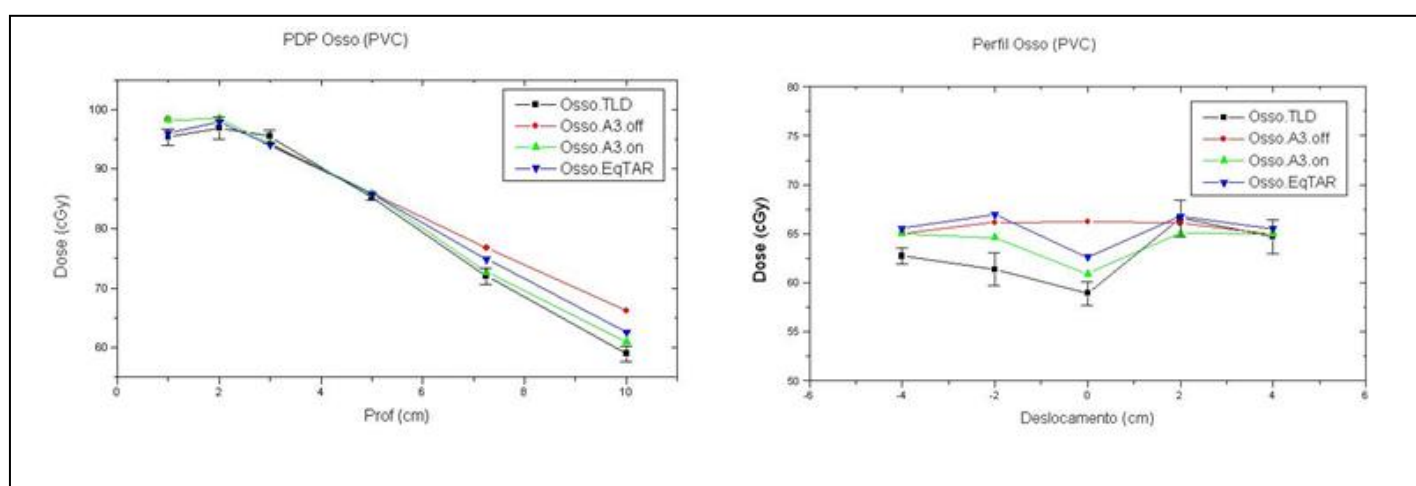 PDP Osso (PVC)
Osso.TLD
Osso.A3.off
Osso.A3.on
Osso.EqTAR
100
90
80
70
60
Dose (cGy)
0 2 4 6 8 10
Prof (cm)
Perfil Osso (PVC)
Osso.TLD
Osso.A3.off
Osso.A3.on
Osso.EqTAR
80
75
70
65
60
55
50
Dose (cGy)
-6 -4 -2 0 2 4 6
Deslocamento (cm)